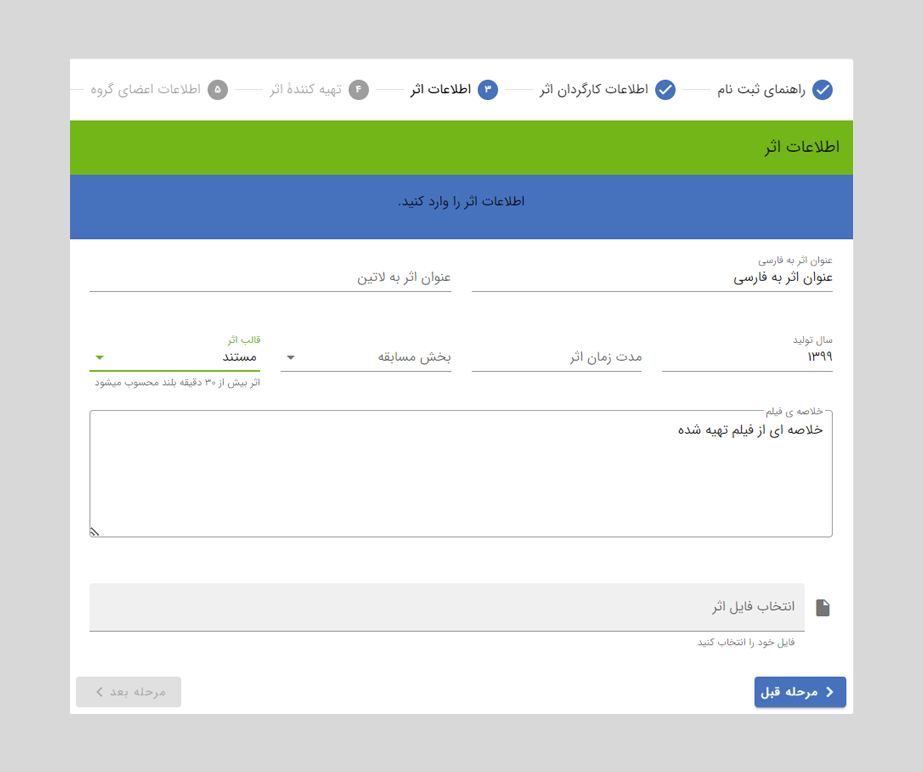 راهنمای ثبت نام
اطلاعات کارگردان اثر
۳ اطلاعات اثر
۴ تهیه کنندهٔ اثر
۵ اطلاعات اعضای گروه
اطلاعات اثر
اطلاعات اثر را وارد کنید.
عنوان اثر به فارسی
عنوان اثر به فارسی
عنوان اثر به لاتین
سال تولید
۱۳۹۹
مدت زمان اثر
بخش مسابقه
قالب اثر
مستند
اثر بیش از ۳۰ دقیقه بلند محسوب میشود
خلاصه ی فیلم
خلاصه ای از فیلم تهیه شده
انتخاب فایل اثر
فایل خود را انتخاب کنید
مرحله قبل
مرحله بعد